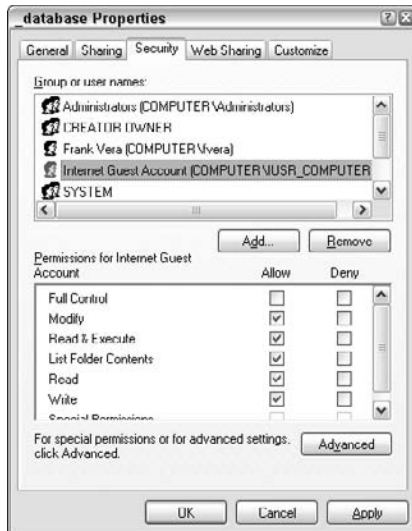 _database Properties
General Sharing Security Web Sharing Customize
Group or user names:
Administrators (COMPUTER\Administrators)
CREATOR OWNER
Frank Vera (COMPUTER\fvera)
Internet Guest Account (COMPUTER\IUSR_COMPUTER
SYSTEM
Add... Remove
Permissions for Internet Guest
Account Allow Deny
Full Control
Modify
Read & Execute
List Folder Contents
Read
Write
Special Permissions
For special permissions or for advanced settings,
click Advanced.
Advanced
OK Cancel Apply